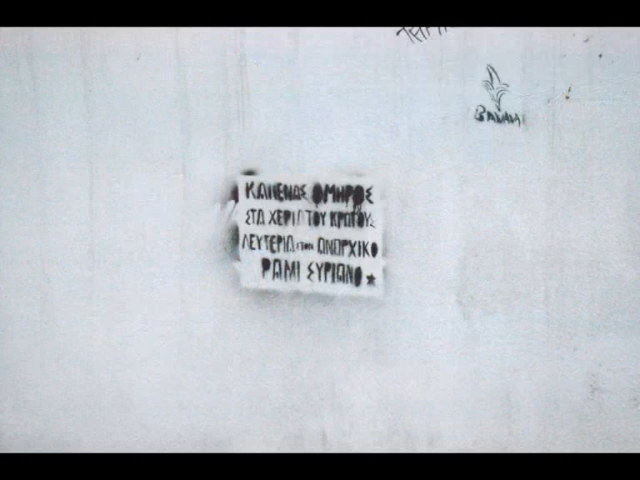 ΚΑΝΕΝΑΣ ΟΜΗΡΟΣ
ΣΤΑ ΧΕΡΙΑ ΤΟΥ ΚΡΑΤΟΥΣ
ΛΕΥΤΕΡΙΑ ΣΤΟΝ ΑΝΑΡΧΙΚΟ
ΡΑΜΙ ΣΥΡΙΑΝΟ